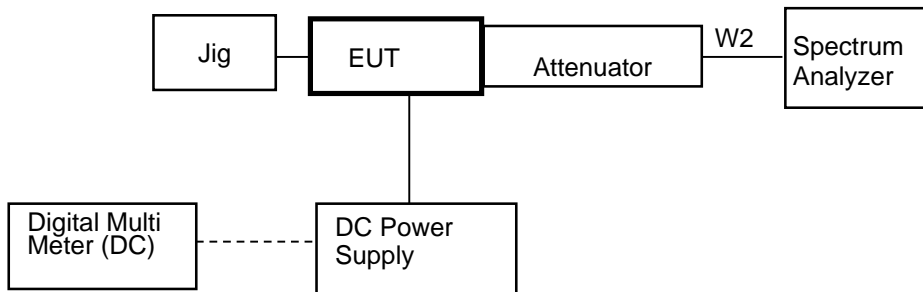 Jig
EUT
Attenuator
W2
Spectrum
Analyzer
Digital Multi
Meter (DC)
DC Power
Supply